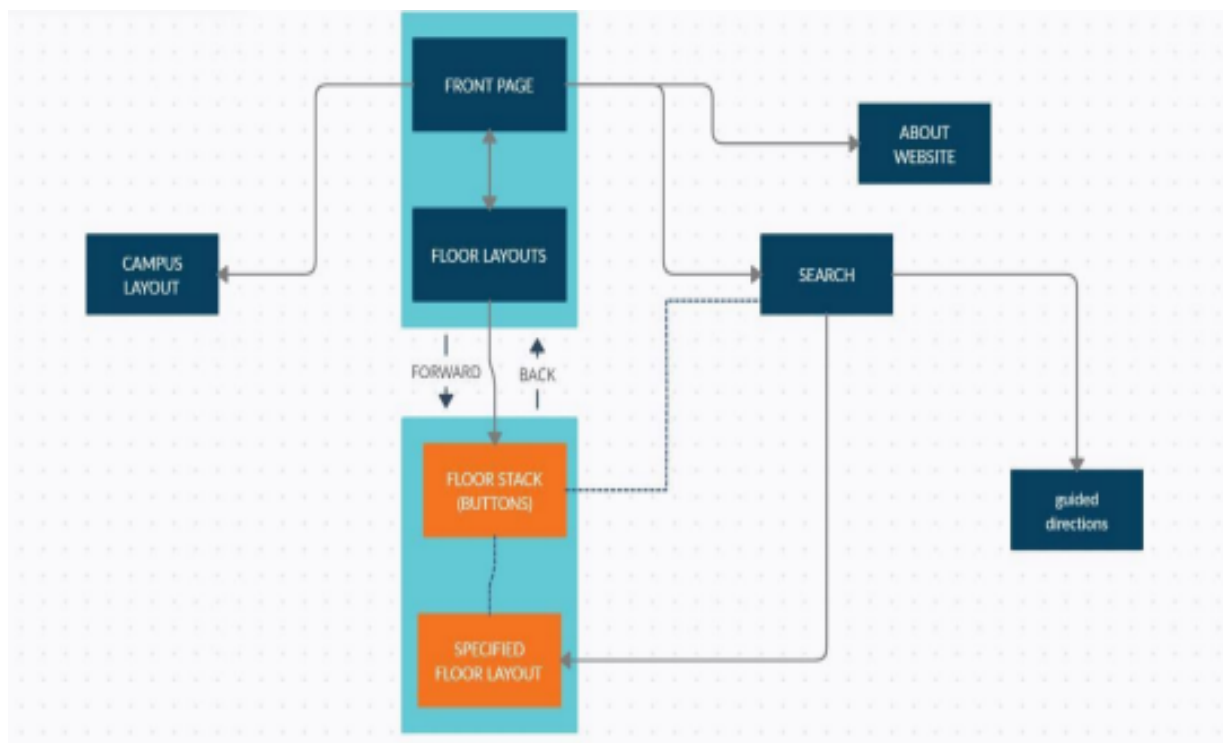 FRONT PAGE
ABOUT
WEBSITE
CAMPUS
LAYOUT
FLOOR LAYOUTS
SEARCH
FORWARD
BACK
FLOOR STACK
(BUTTONS)
guided
directions
SPECIFIED
FLOOR LAYOUT